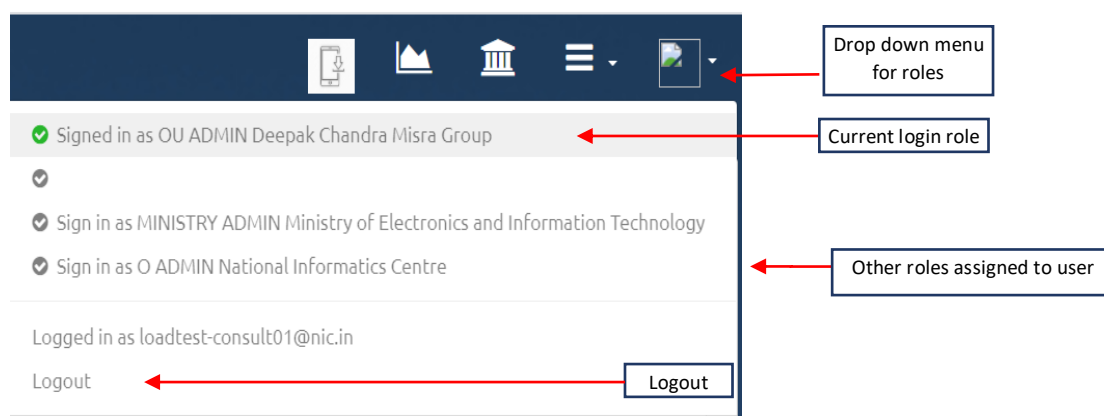 Drop down menu
for roles
Signed in as OU ADMIN Deepak Chandra Misra Group
Current login role
Sign in as MINISTRY ADMIN Ministry of Electronics and Information Technology
Sign in as O ADMIN National Informatics Centre
Other roles assigned to user
Logged in as loadtest-consult01@nic.in
Logout
Logout